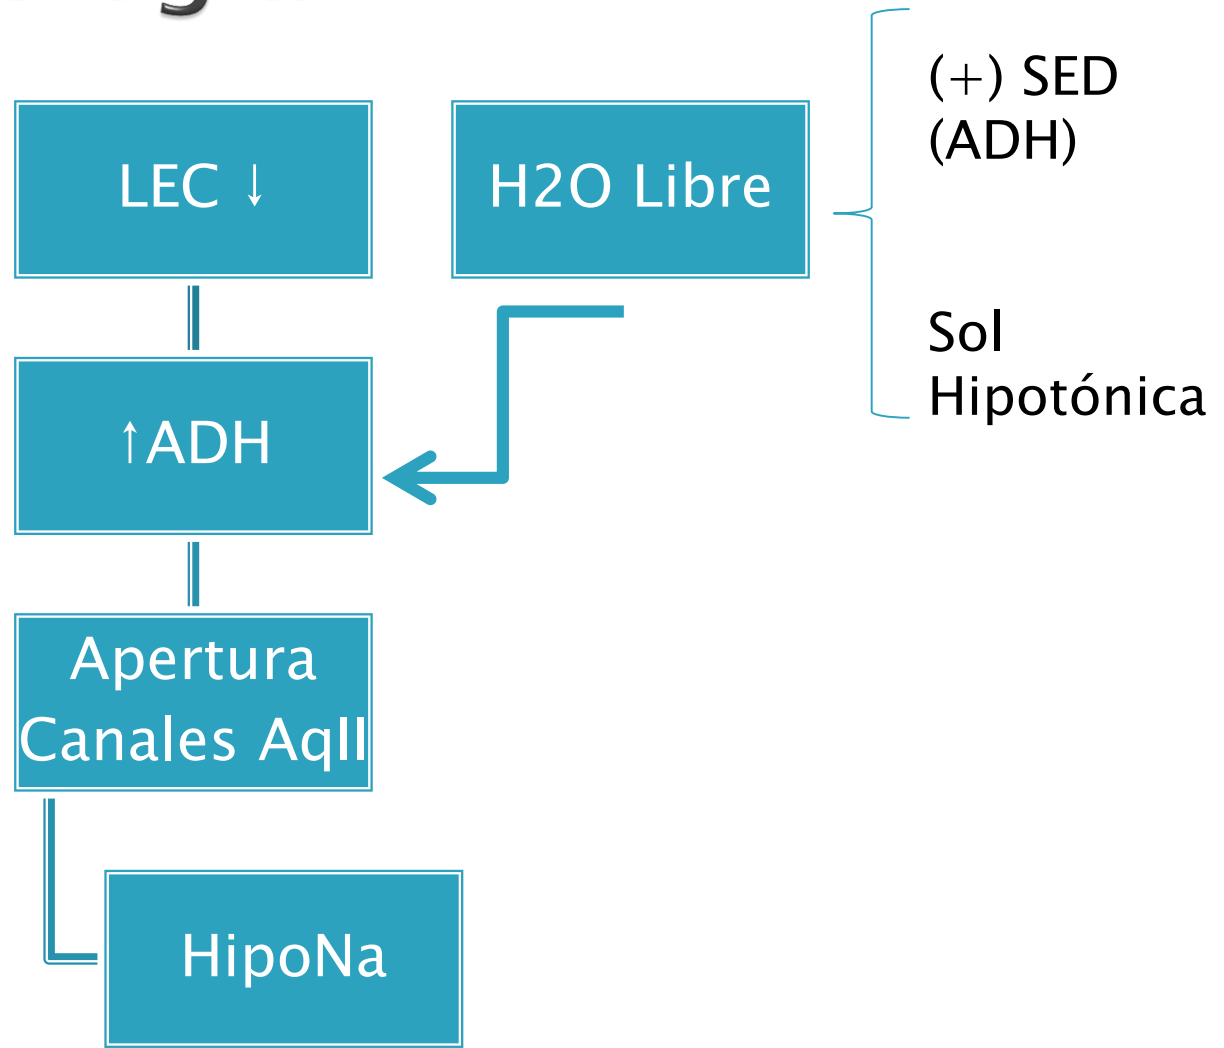 LEC ↓
H2O Libre
(+) SED
(ADH)
Sol
Hipotónica
↑ADH
Apertura
Canales AqII
HipoNa